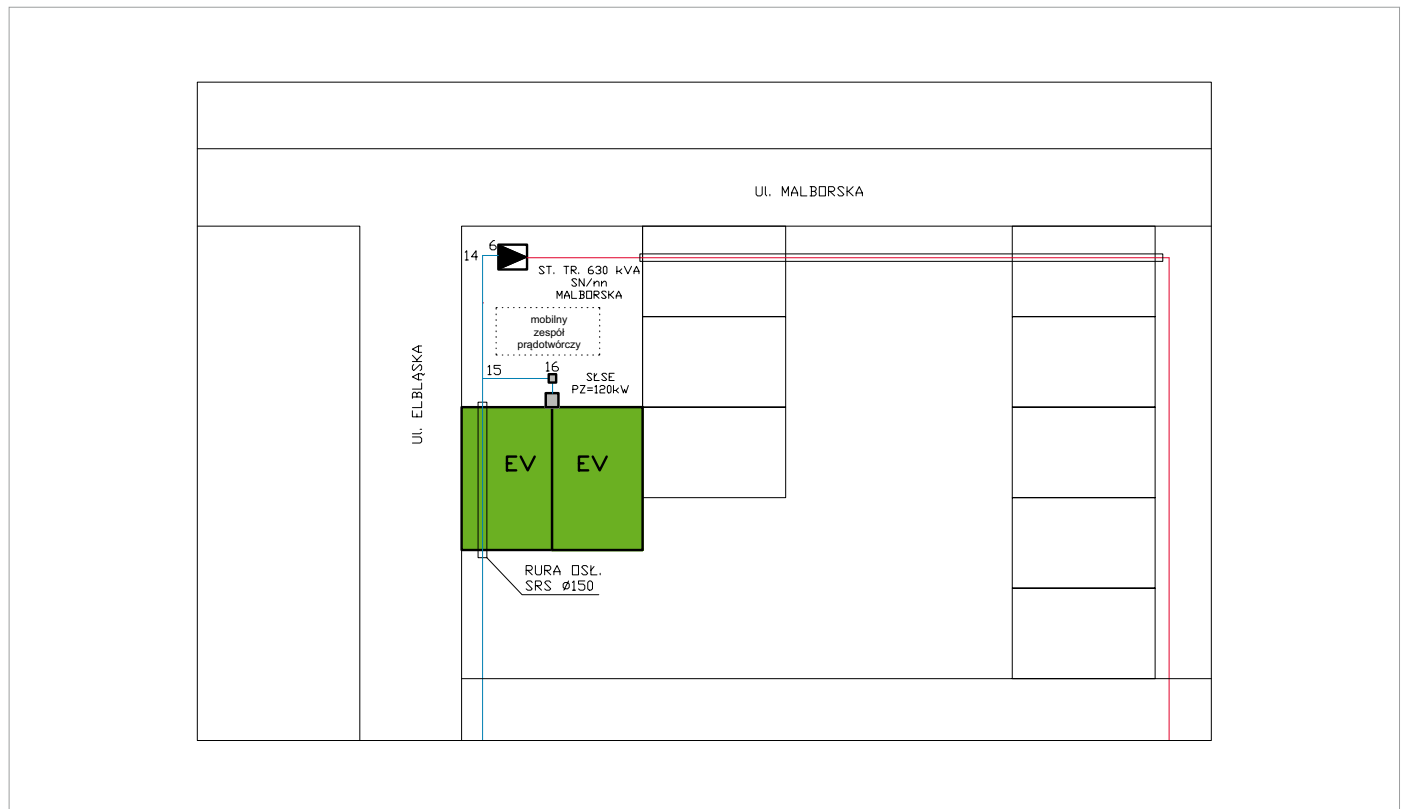 Ul. MALBORSKA
6
14
ST. TR. 630 kVA
SN/nn
MALBORSKA
mobilny
zespół
prądotwórczy
Ul. ELBLĄSKA
15
16
SŁSE
PZ=120kW
EV
EV
RURA OSŁ.
SRS Ø150